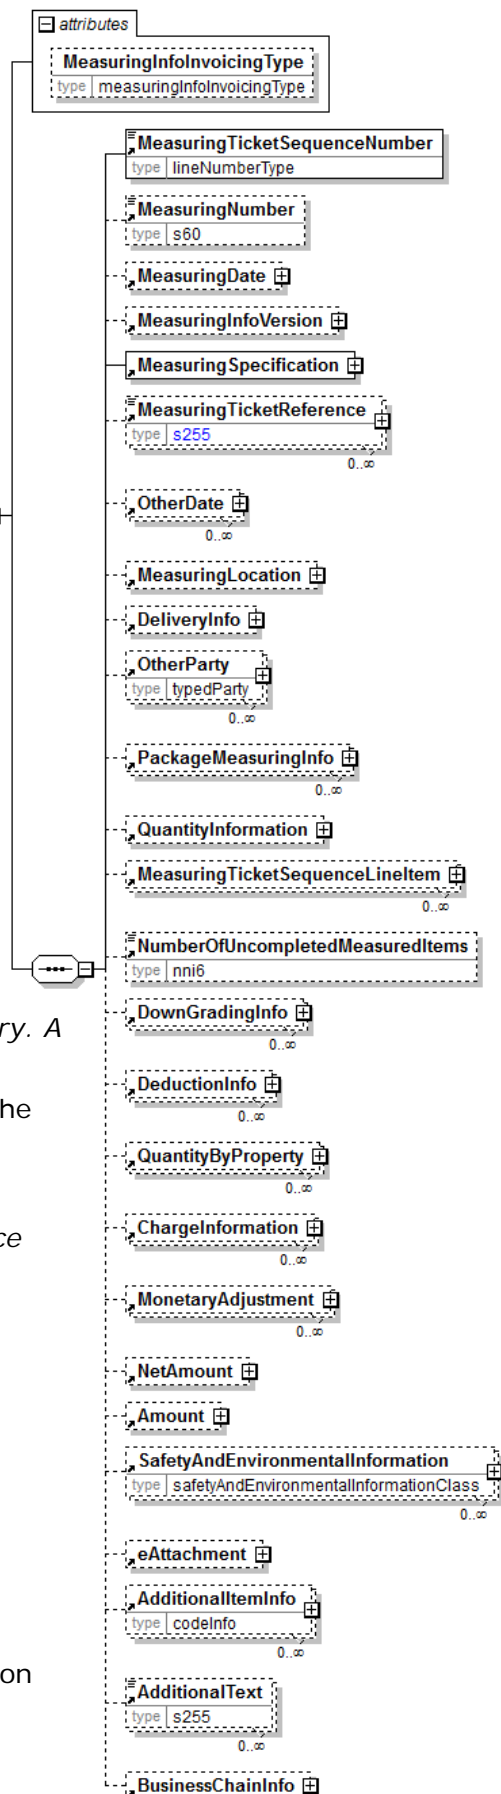 attributes
MeasuringInfoInvoicingType
type measuringInfoInvoicingType
MeasuringTicketSequenceNumber
type lineNumberType
MeasuringNumber
type s60
MeasuringDate
MeasuringInfoVersion
MeasuringSpecification
MeasuringTicketReference
type s255
0..∞
OtherDate
0..∞
MeasuringLocation
DeliveryInfo
OtherParty
type typedParty
0..∞
PackageMeasuringInfo
0..∞
QuantityInformation
MeasuringTicketSequenceLineItem
0..∞
NumberOfUncompletedMeasuredItems
type nni6
DownGradingInfo
ry. A
0..∞
DeductionInfo
he
0..∞
QuantityByProperty
0..∞
ChargeInformation
ce
0..∞
MonetaryAdjustment
0..∞
NetAmount
Amount
SafetyAndEnvironmentalInformation
type safetyAndEnvironmentalInformationClass
0..∞
eAttachment
AdditionalItemInfo
type codeInfo
0..∞
on
AdditionalText
type s255
0..∞
BusinessChainInfo